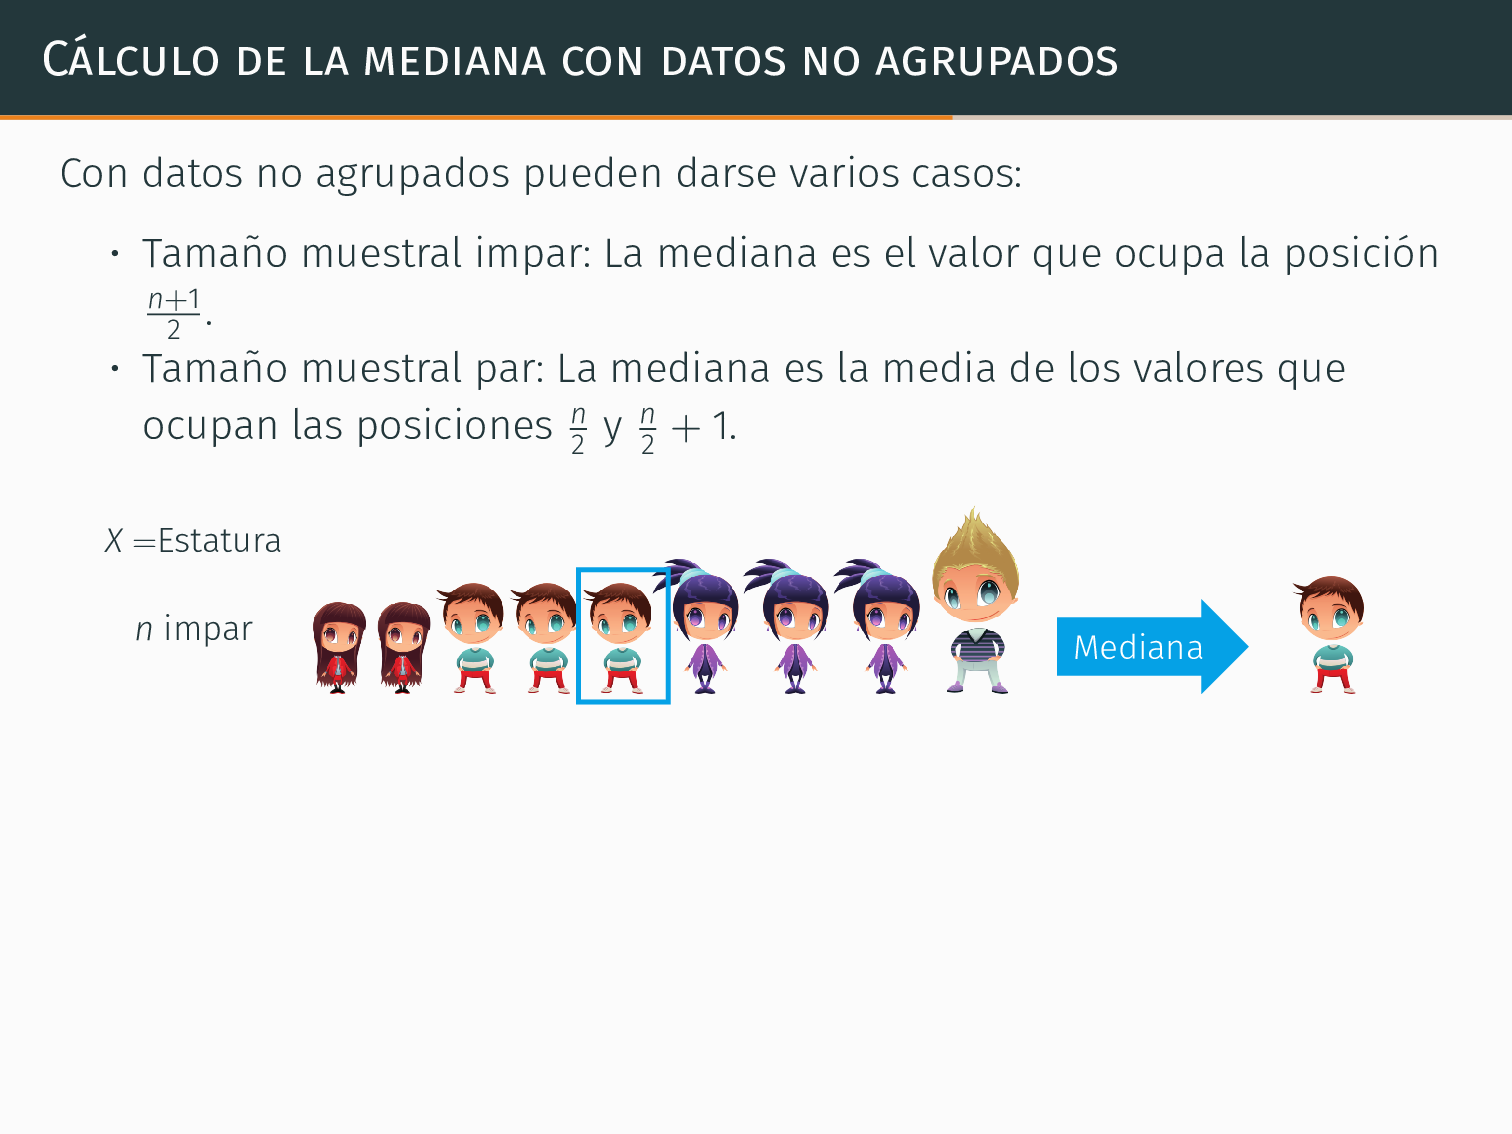 Cálculo de la mediana con datos no agrupados
Con datos no agrupados pueden darse varios casos:
• Tamaño muestral impar: La mediana es el valor que ocupa la posición
$\frac{n+1}{2}$.
• Tamaño muestral par: La mediana es la media de los valores que
ocupan las posiciones $\frac{n}{2}$ y $\frac{n}{2} + 1$.
X =Estatura
n impar
Mediana